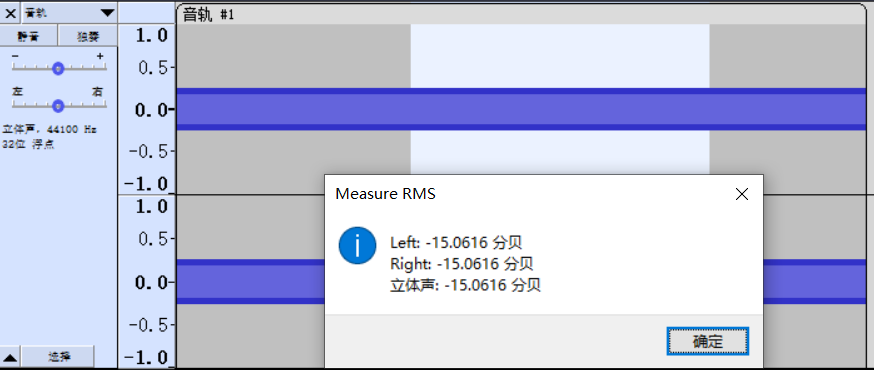 音轨
音轨 #1
静音 独奏
- +
左 右
立体声, 44100 Hz
32位 浮点
选择
1.0
0.5
0.0
-0.5
-1.0
1.0
0.5
0.0
-0.5
-1.0
Measure RMS
Left: -15.0616 分贝
Right: -15.0616 分贝
立体声: -15.0616 分贝
确定